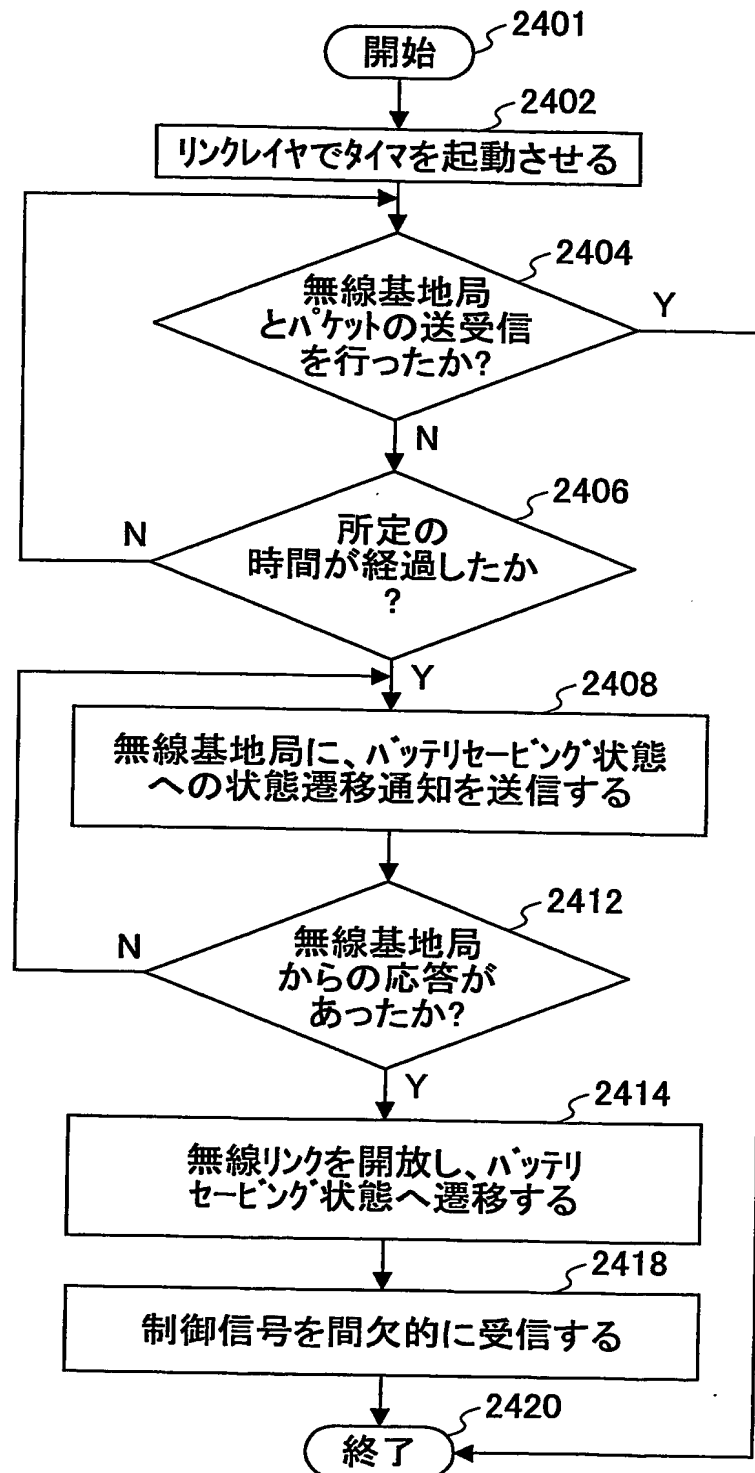 2401
開始
2402
リンクレイヤでタイマを起動させる
2404
無線基地局
とパケットの送受信
を行ったか?
Y
N
2406
所定の
時間が経過したか
?
N
Y
2408
無線基地局に、バッテリセービング状態
への状態遷移通知を送信する
2412
無線基地局
からの応答が
あったか?
N
Y
2414
無線リンクを開放し、バッテリ
セービング状態へ遷移する
2418
制御信号を間欠的に受信する
2420
終了